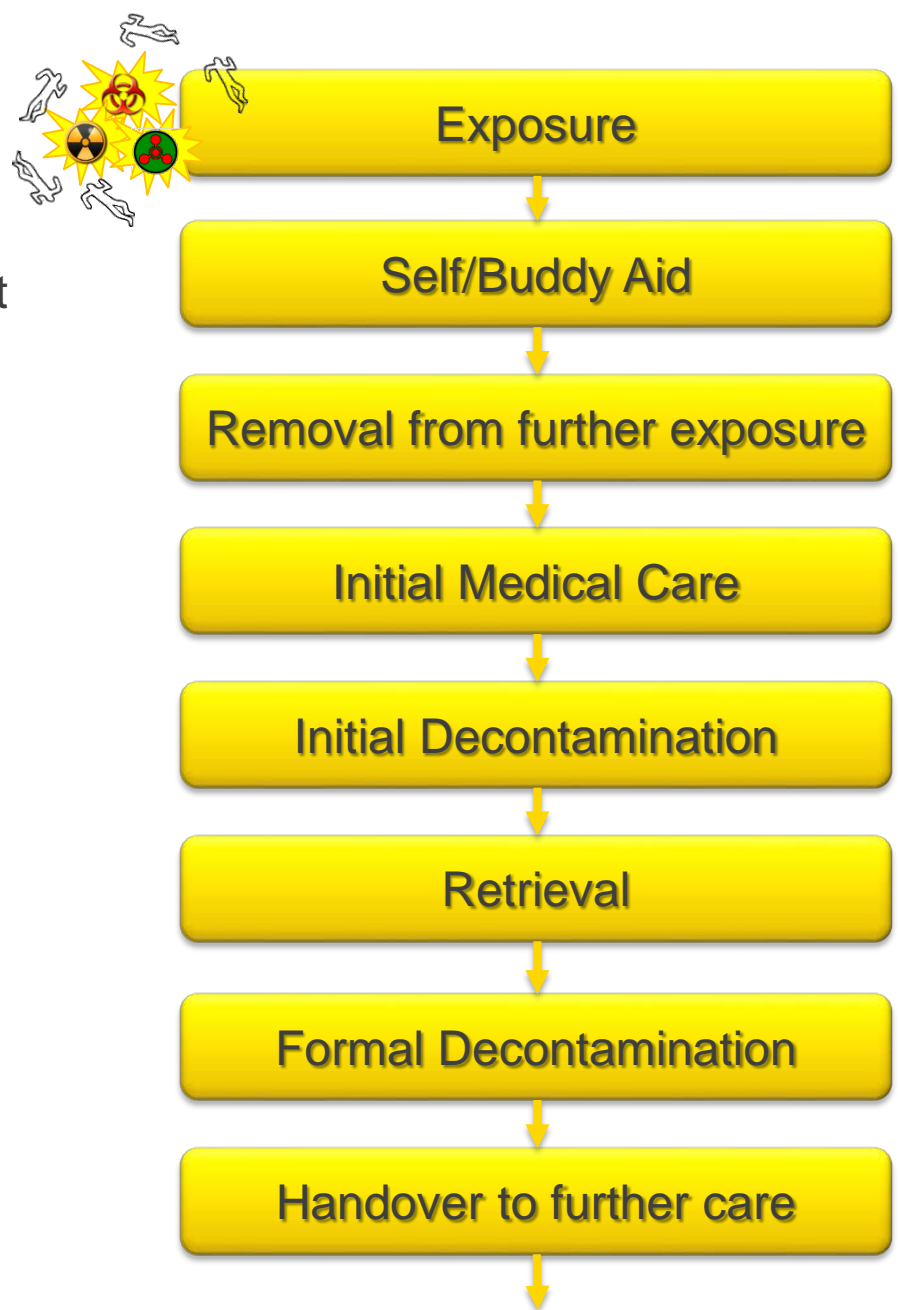 Exposure
Self/Buddy Aid
t
Removal from further exposure
Initial Medical Care
Initial Decontamination
Retrieval
Formal Decontamination
Handover to further care